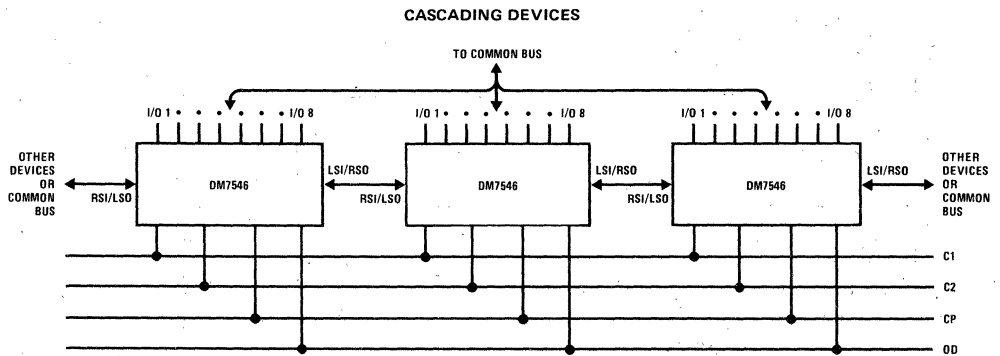 CASCADING DEVICES
TO COMMON BUS
I/O 1 • • • • • • I/O 8
I/O 1 • • • • • • I/O 8
I/O 1 • • • • • • I/O 8
OTHER
DEVICES
OR
COMMON
BUS
RSI/LSO
DM7546
LSI/RSO
RSI/LSO
DM7546
LSI/RSO
RSI/LSO
DM7546
LSI/RSO
OTHER
DEVICES
OR
COMMON
BUS
C1
C2
CP
OD